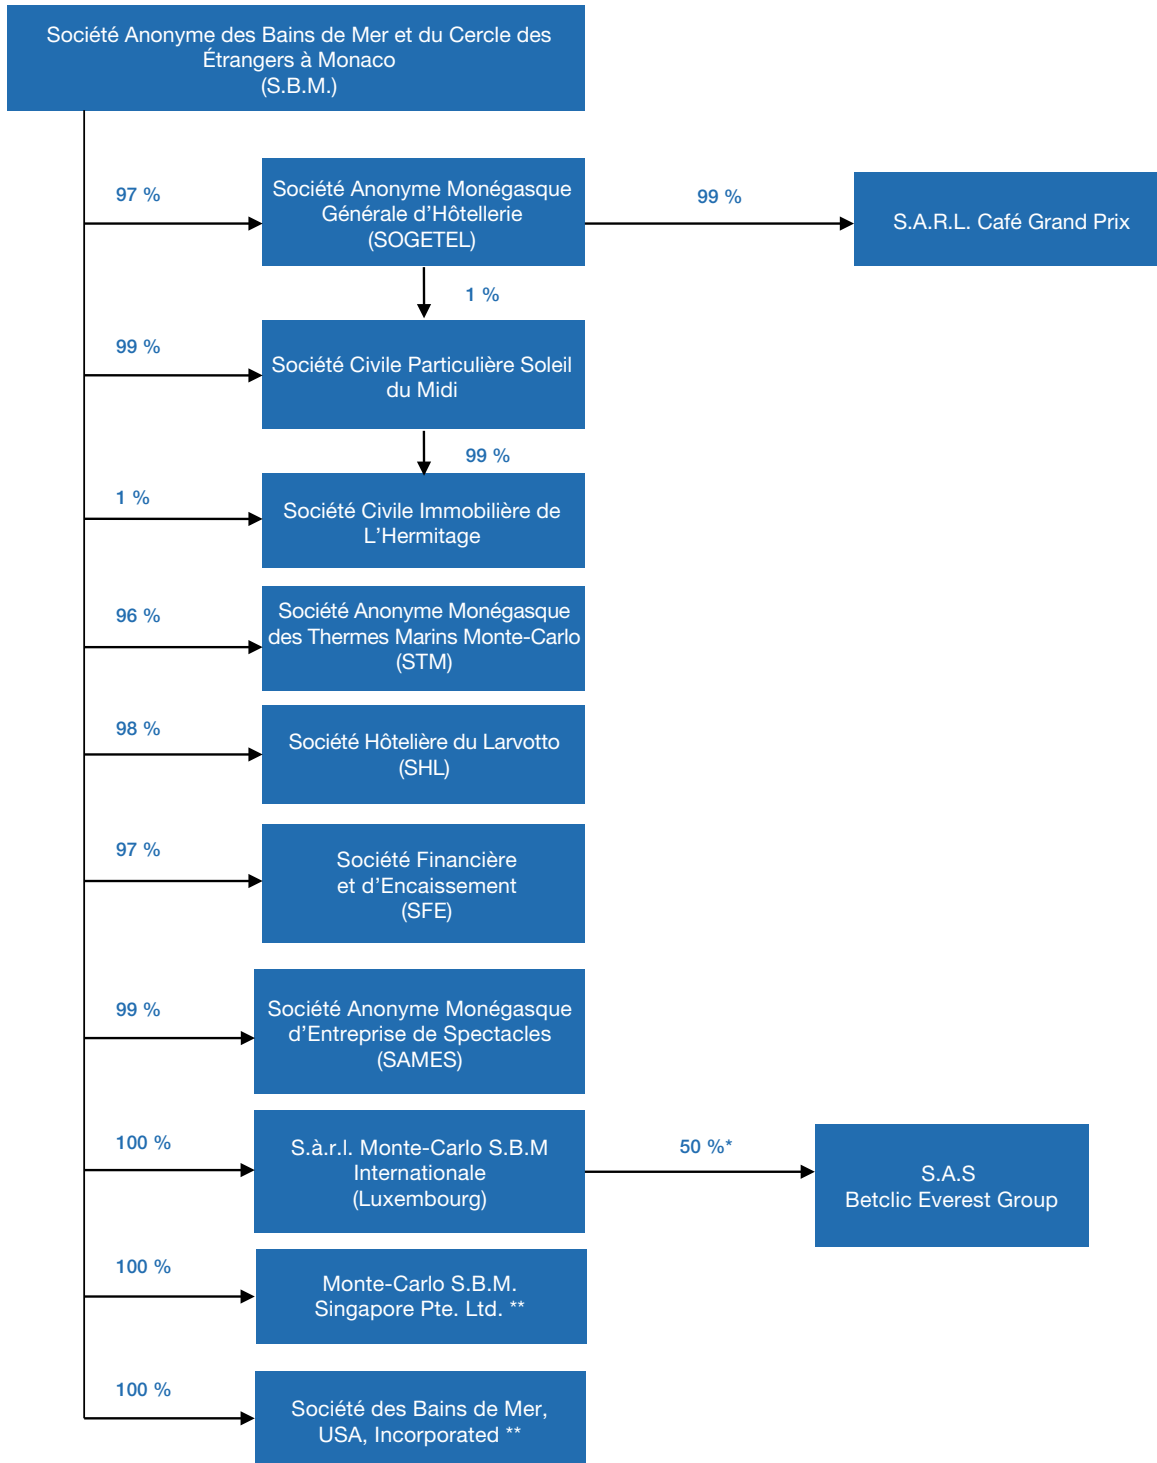 Société Anonyme des Bains de Mer et du Cercle des
Étrangers à Monaco
(S.B.M.)
97 %
Société Anonyme Monégasque
Générale d’Hôtellerie
(SOGETEL)
99 %
S.A.R.L. Café Grand Prix
1 %
99 %
Société Civile Particulière Soleil
du Midi
99 %
1 %
Société Civile Immobilière de
L’Hermitage
96 %
Société Anonyme Monégasque
des Thermes Marins Monte-Carlo
(STM)
98 %
Société Hôtelière du Larvotto
(SHL)
97 %
Société Financière
et d’Encaissement
(SFE)
99 %
Société Anonyme Monégasque
d’Entreprise de Spectacles
(SAMES)
100 %
S.à.r.l. Monte-Carlo S.B.M
Internationale
(Luxembourg)
50 %*
S.A.S
Betclic Everest Group
100 %
Monte-Carlo S.B.M.
Singapore Pte. Ltd. **
100 %
Société des Bains de Mer,
USA, Incorporated **